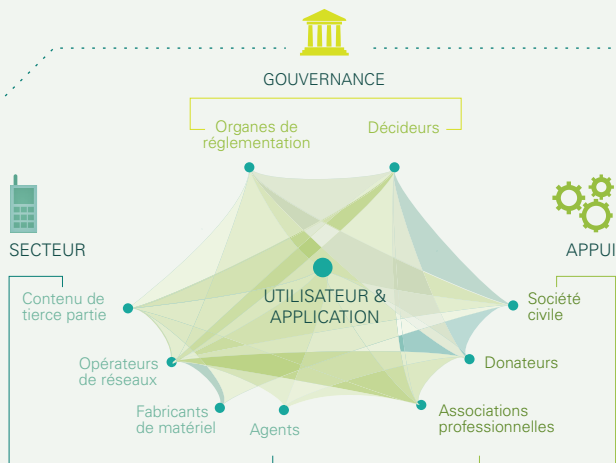 GOUVERNANCE
Organes de
réglementation
Décideurs
SECTEUR
APPUI
Contenu de
tierce partie
UTILISATEUR &
APPLICATION
Société
civile
Opérateurs
de réseaux
Donateurs
Fabricants
de matériel
Agents
Associations
professionnelles